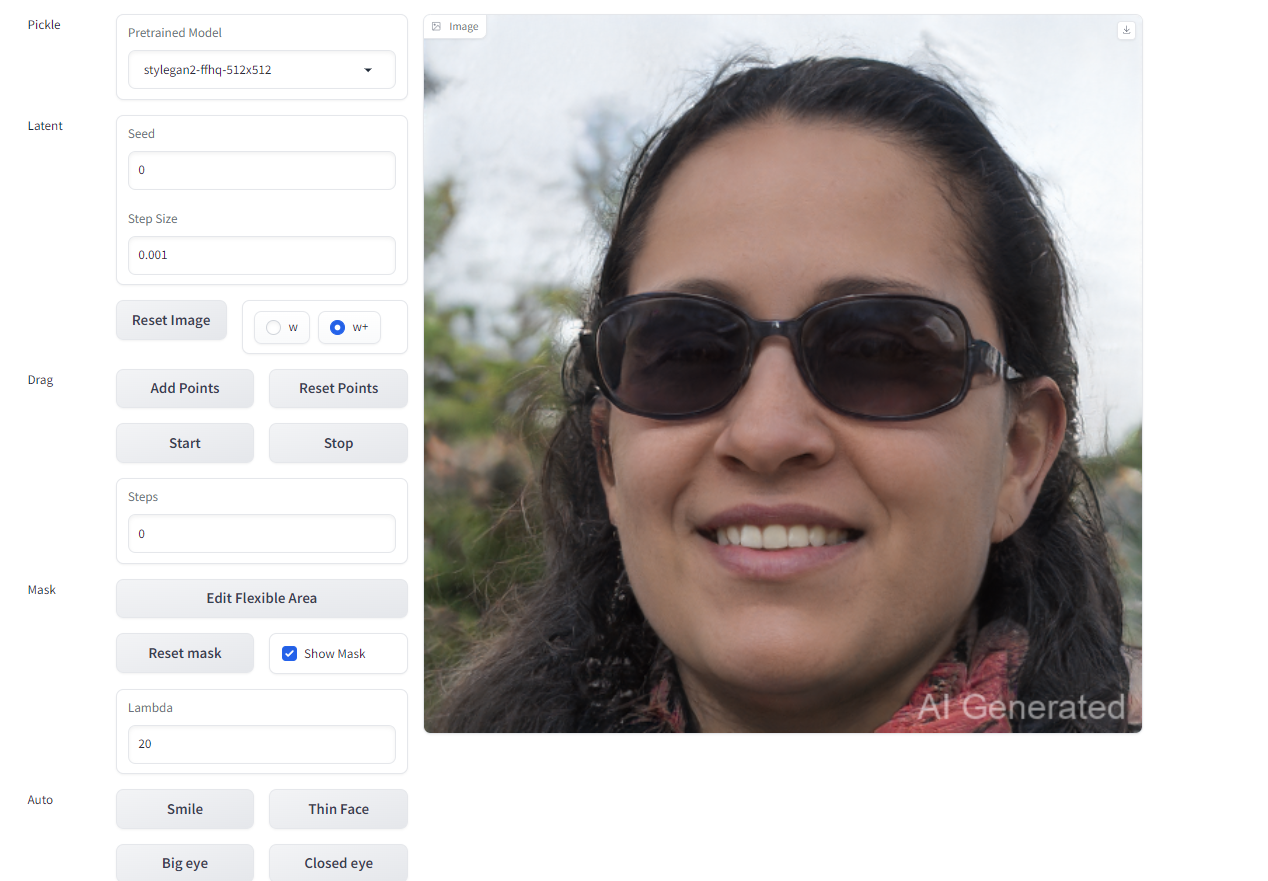 Pickle
Pretrained Model
stylegan2-ffhq-512x512
Latent
Seed
0
Step Size
0.001
Reset Image
w
w+
Drag
Add Points
Reset Points
Start
Stop
Steps
0
Mask
Edit Flexible Area
Reset mask
Show Mask
Lambda
20
Auto
Smile
Thin Face
Big eye
Closed eye
Image
AI Generated